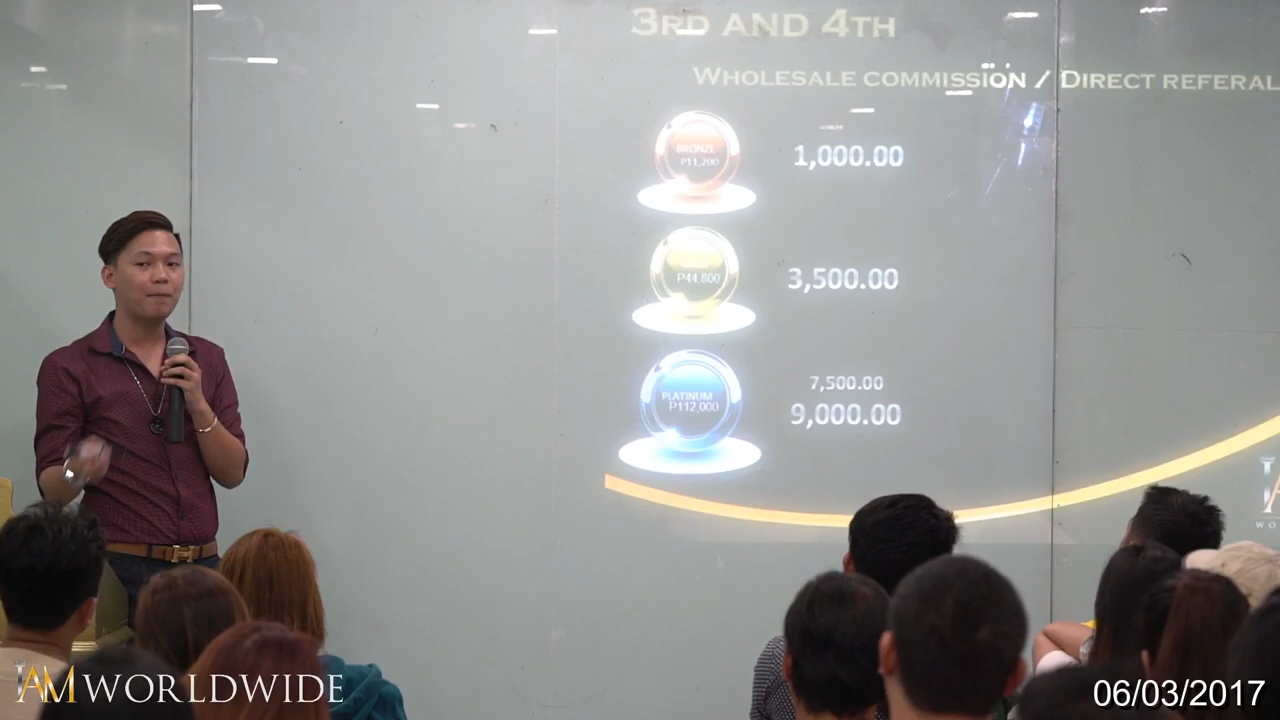 3RD AND 4TH
WHOLESALE COMMISSION / DIRECT REFERAL
BRONZE
P11,200
1,000.00
P44,800
3,500.00
PLATINUM
P112,000
7,500.00
9,000.00
IAM WORLDWIDE
06/03/2017